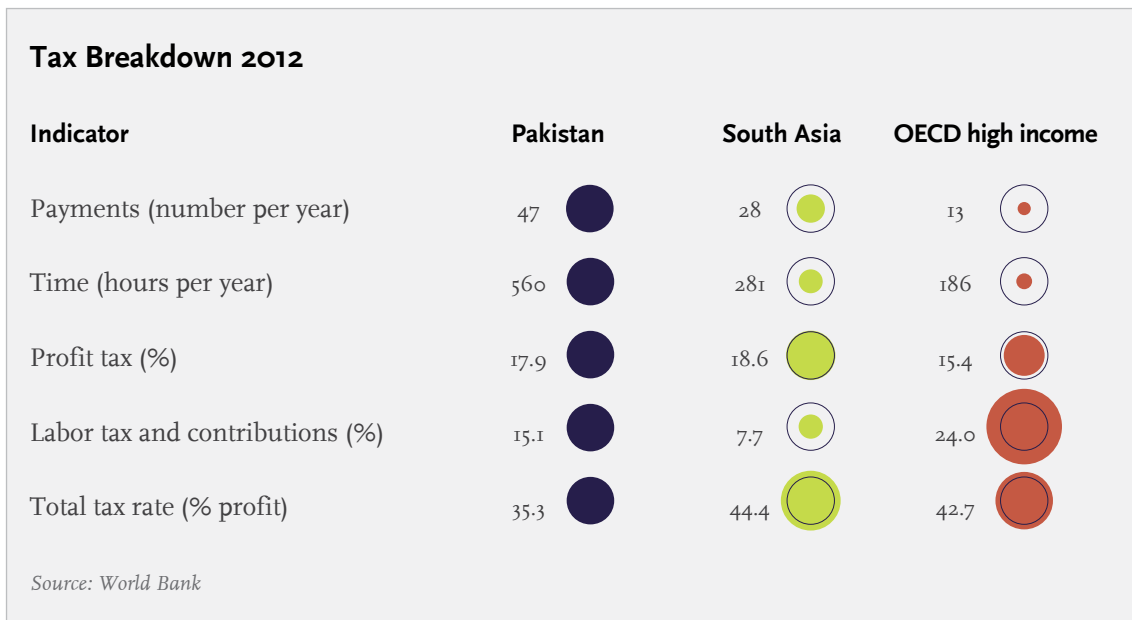 Tax Breakdown 2012
Indicator Pakistan South Asia OECD high income
Payments (number per year) 47 28 13
Time (hours per year) 560 281 186
Profit tax (%) 17.9 18.6 15.4
Labor tax and contributions (%) 15.1 7.7 24.0
Total tax rate (% profit) 35.3 44.4 42.7
Source: World Bank